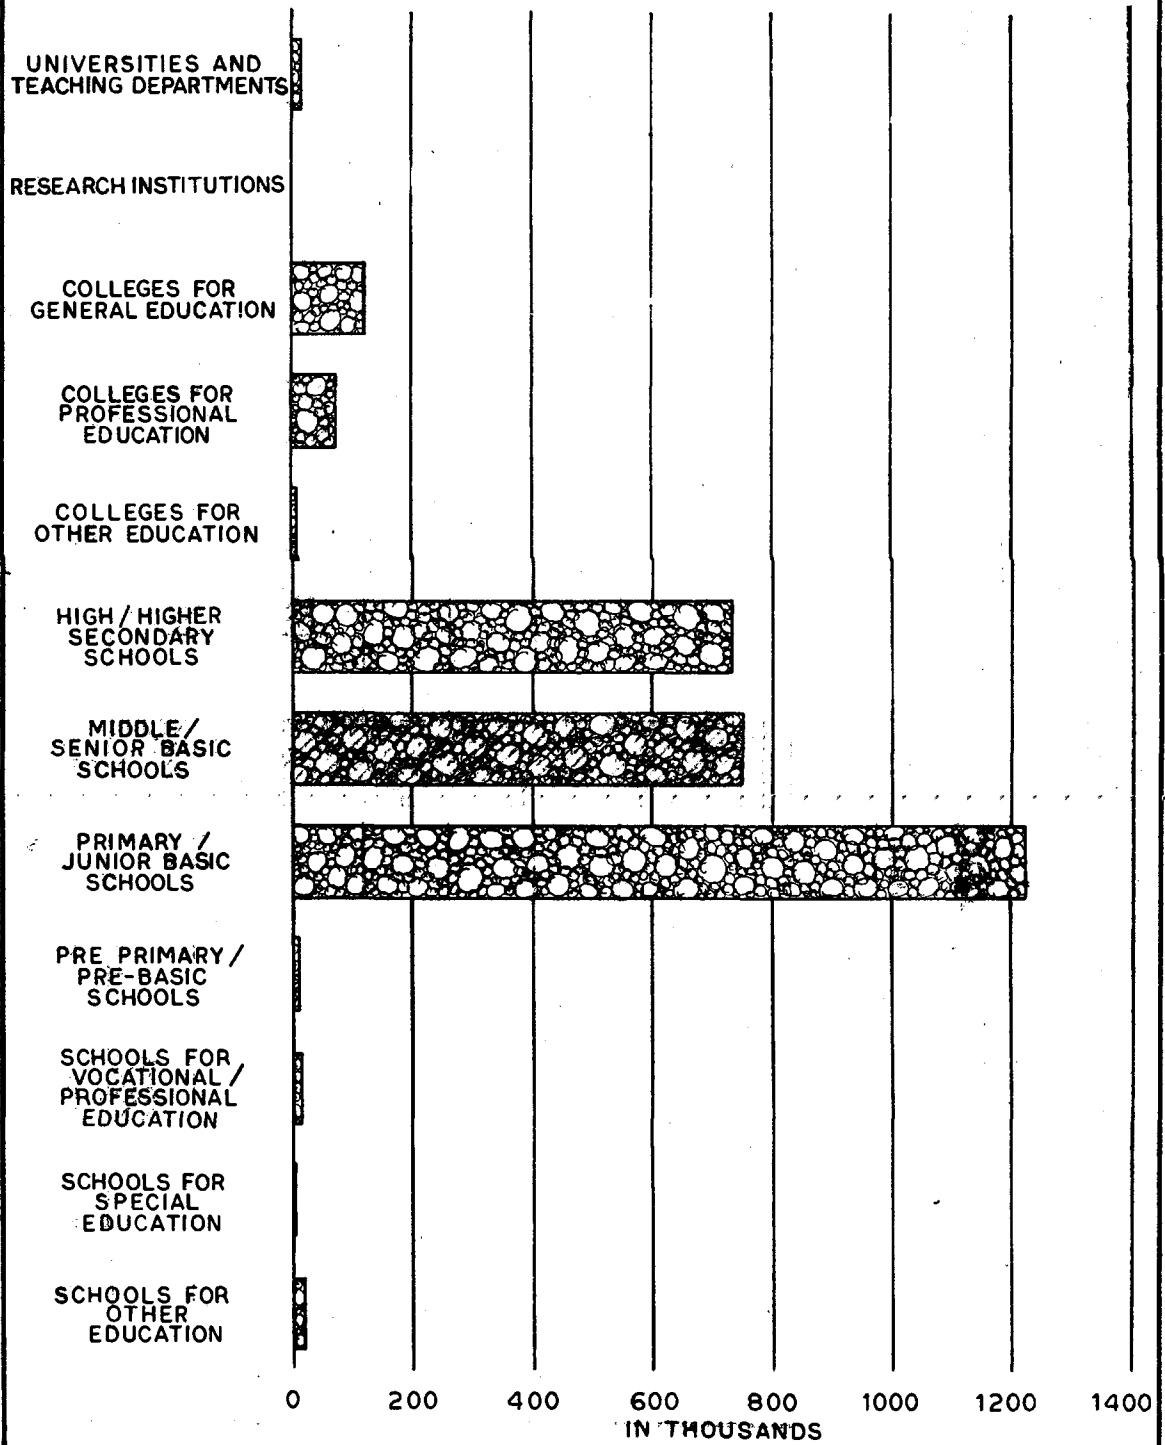 UNIVERSITIES AND
TEACHING DEPARTMENTS
RESEARCH INSTITUTIONS
COLLEGES FOR
GENERAL EDUCATION
COLLEGES FOR
PROFESSIONAL
EDUCATION
COLLEGES FOR
OTHER EDUCATION
HIGH / HIGHER
SECONDARY
SCHOOLS
MIDDLE /
SENIOR BASIC
SCHOOLS
PRIMARY /
JUNIOR BASIC
SCHOOLS
PRE PRIMARY /
PRE-BASIC
SCHOOLS
SCHOOLS FOR
VOCATIONAL /
PROFESSIONAL
EDUCATION
SCHOOLS FOR
SPECIAL
EDUCATION
SCHOOLS FOR
OTHER
EDUCATION
0 200 400 600 800 1000 1200 1400
IN THOUSANDS